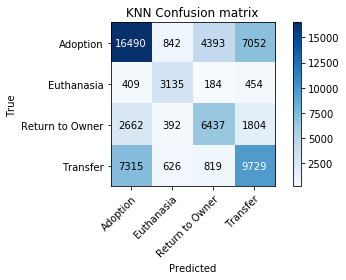 KNN Confusion matrix
True
Adoption 16490 842 4393 7052
Euthanasia 409 3135 184 454
Return to Owner 2662 392 6437 1804
Transfer 7315 626 819 9729
Adoption Euthanasia Return to Owner Transfer
Predicted
15000
12500
10000
7500
5000
2500